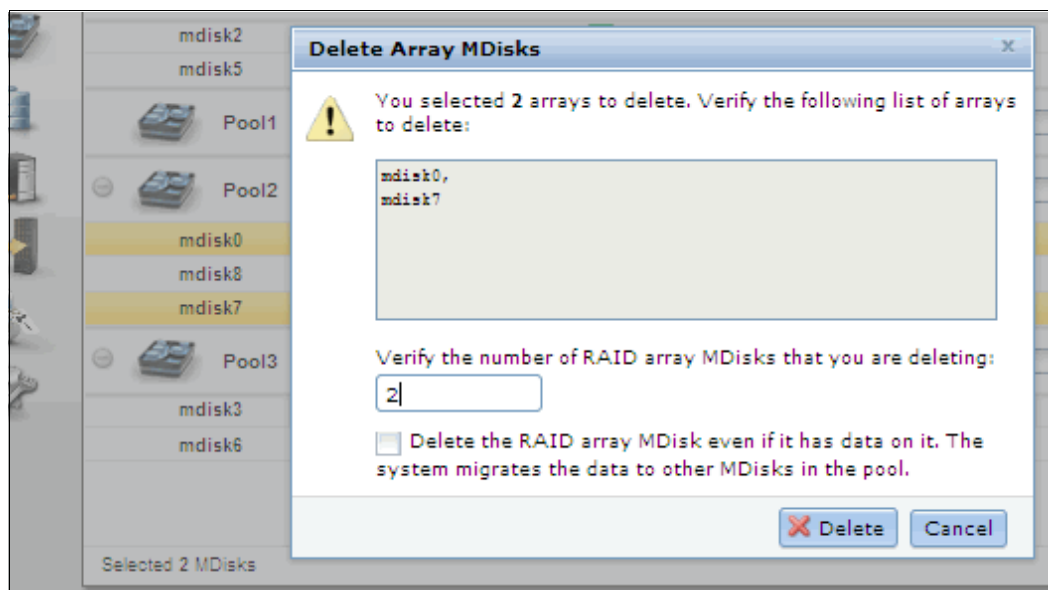 mdisk2
mdisk5
Pool1
Pool2
mdisk0
mdisk8
mdisk7
Pool3
mdisk3
mdisk6
Selected 2 MDisks
Delete Array MDisks
x
You selected 2 arrays to delete. Verify the following list of arrays
to delete:
mdisk0,
mdisk7
Verify the number of RAID array MDisks that you are deleting:
2
Delete the RAID array MDisk even if it has data on it. The
system migrates the data to other MDisks in the pool.
Delete
Cancel